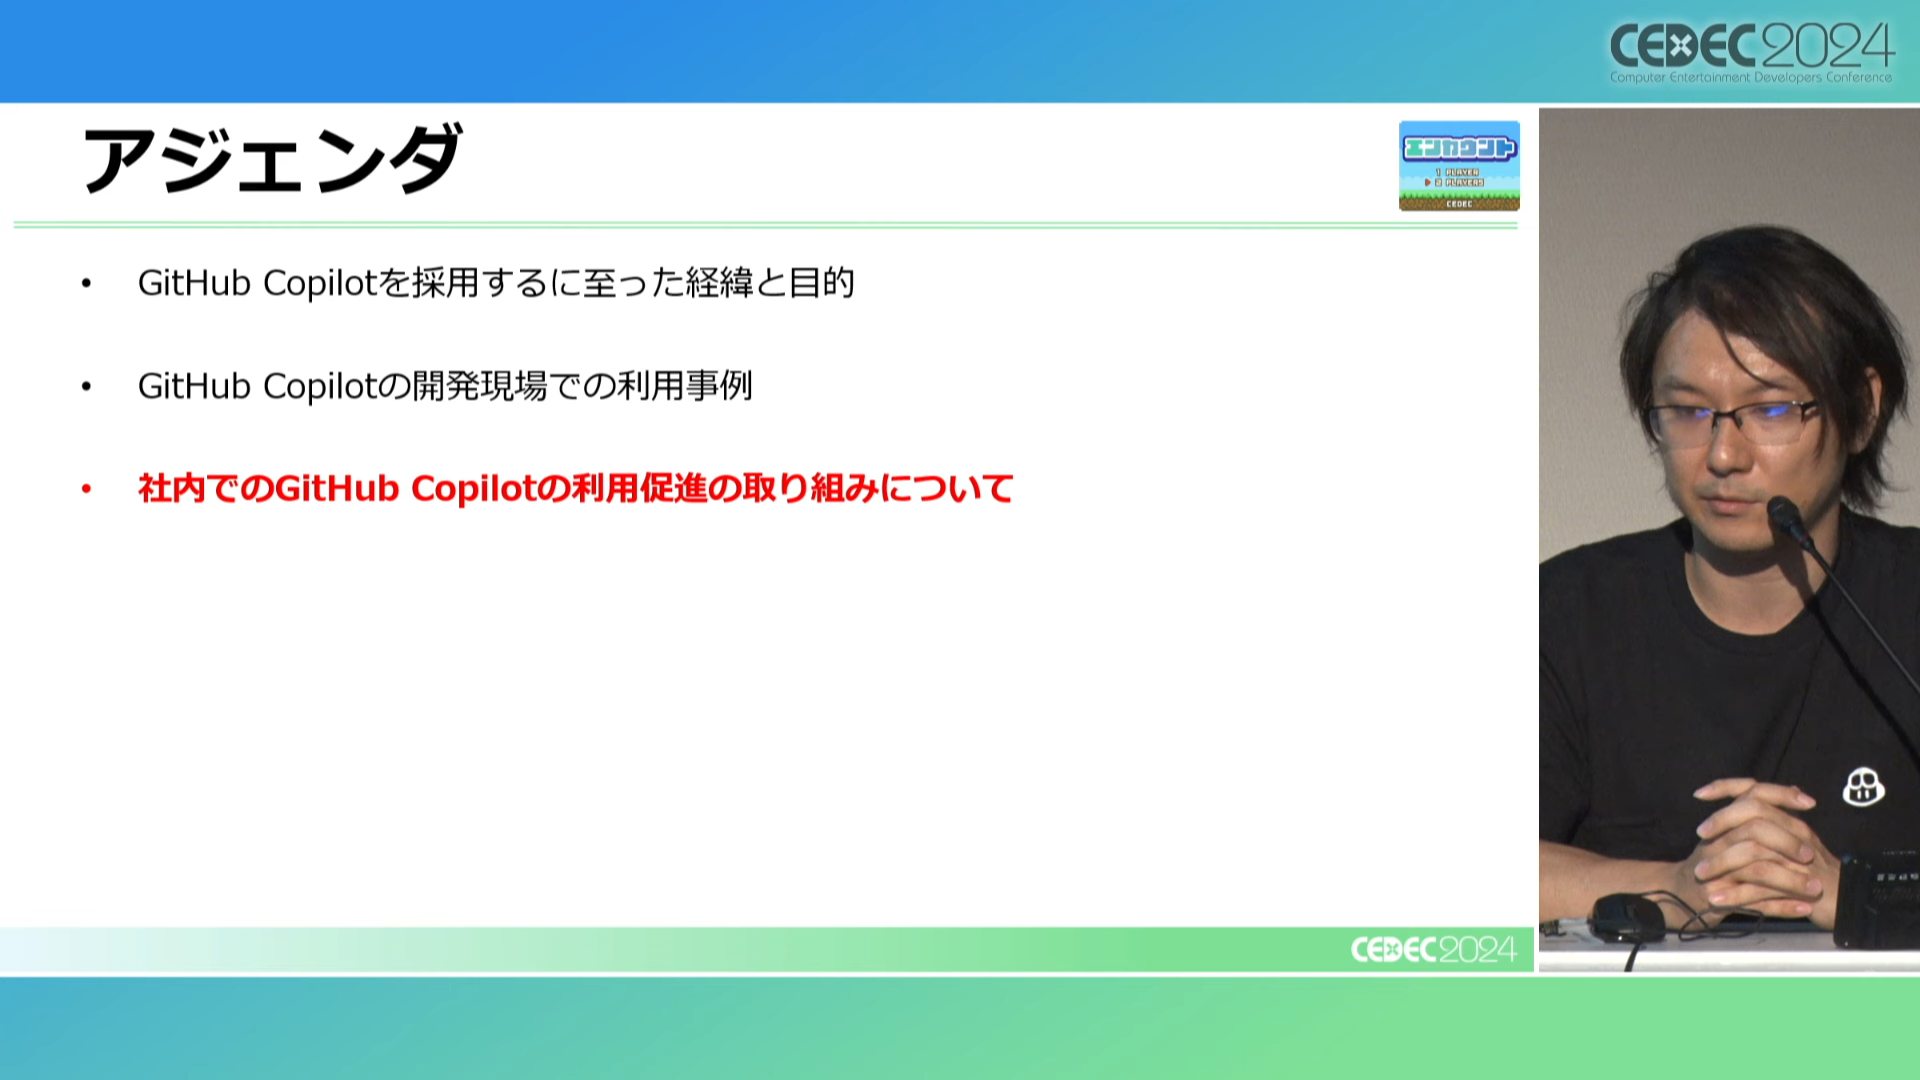 CEDEC2024
Computer Entertainment Developers Conference
アジェンダ
エンカウント
1 PLAYER
2 PLAYERS
CEDEC
• GitHub Copilotを採用するに至った経緯と目的
• GitHub Copilotの開発現場での利用事例
• 社内でのGitHub Copilotの利用促進の取り組みについて
CEDEC2024